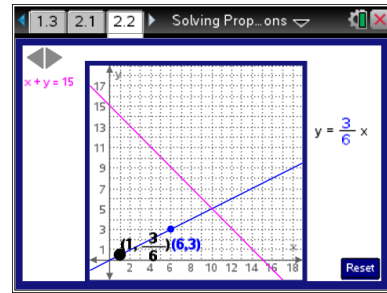 1.3 2.1 2.2 Solving Prop...ons
x + y = 15
y
17
15
13
11
9
7
5
3
1
(1, 3/6) (6,3)
x
2 4 6 8 10 12 14 16 18
y = 3/6 x
Reset